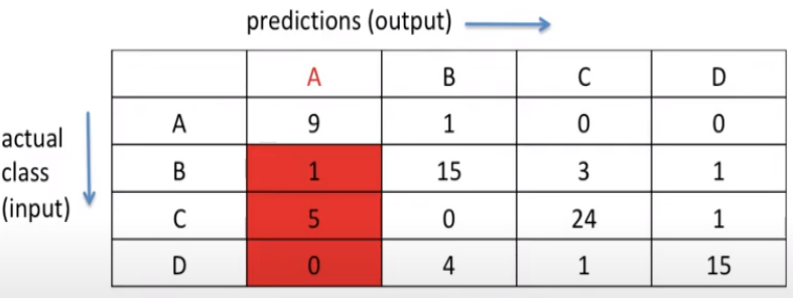 predictions (output)
A B C D
actual
class
(input)
A 9 1 0 0
B 1 15 3 1
C 5 0 24 1
D 0 4 1 15